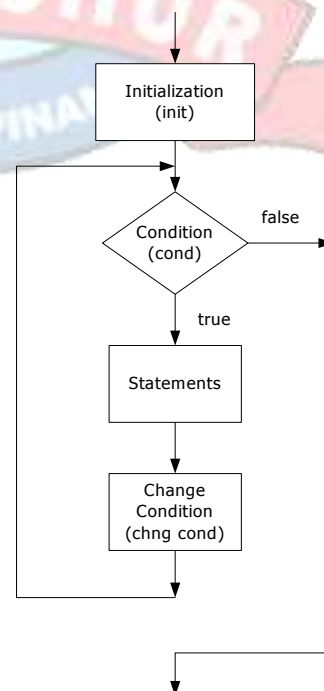 Initialization
(init)
Condition
(cond)
false
true
Statements
Change
Condition
(chng cond)